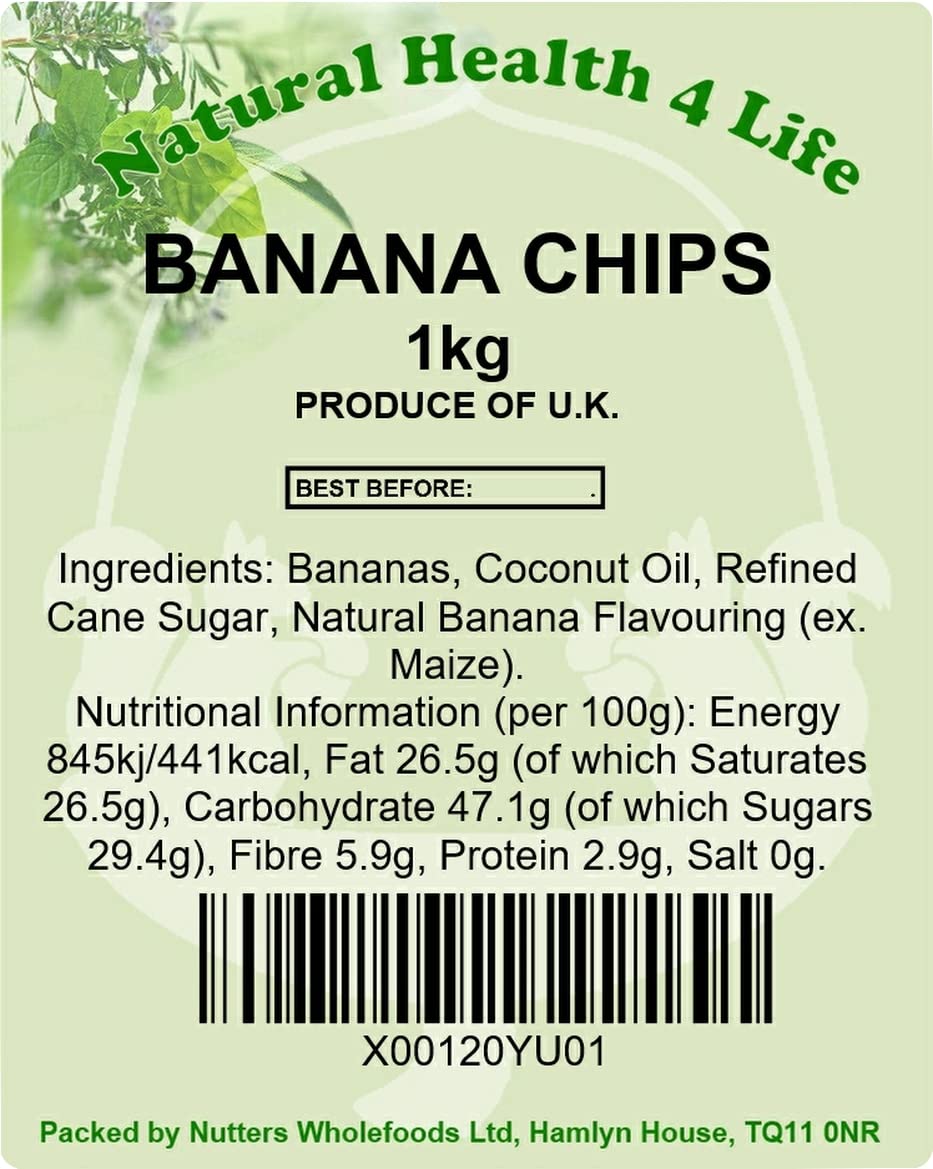 Natural Health 4 Life
BANANA CHIPS
1kg
PRODUCE OF U.K.
BEST BEFORE: .
Ingredients: Bananas, Coconut Oil, Refined
Cane Sugar, Natural Banana Flavouring (ex.
Maize).
Nutritional Information (per 100g): Energy
845kj/441kcal, Fat 26.5g (of which Saturates
26.5g), Carbohydrate 47.1g (of which Sugars
29.4g), Fibre 5.9g, Protein 2.9g, Salt 0g.
X00120YU01
Packed by Nutters Wholefoods Ltd, Hamlyn House, TQ11 0NR